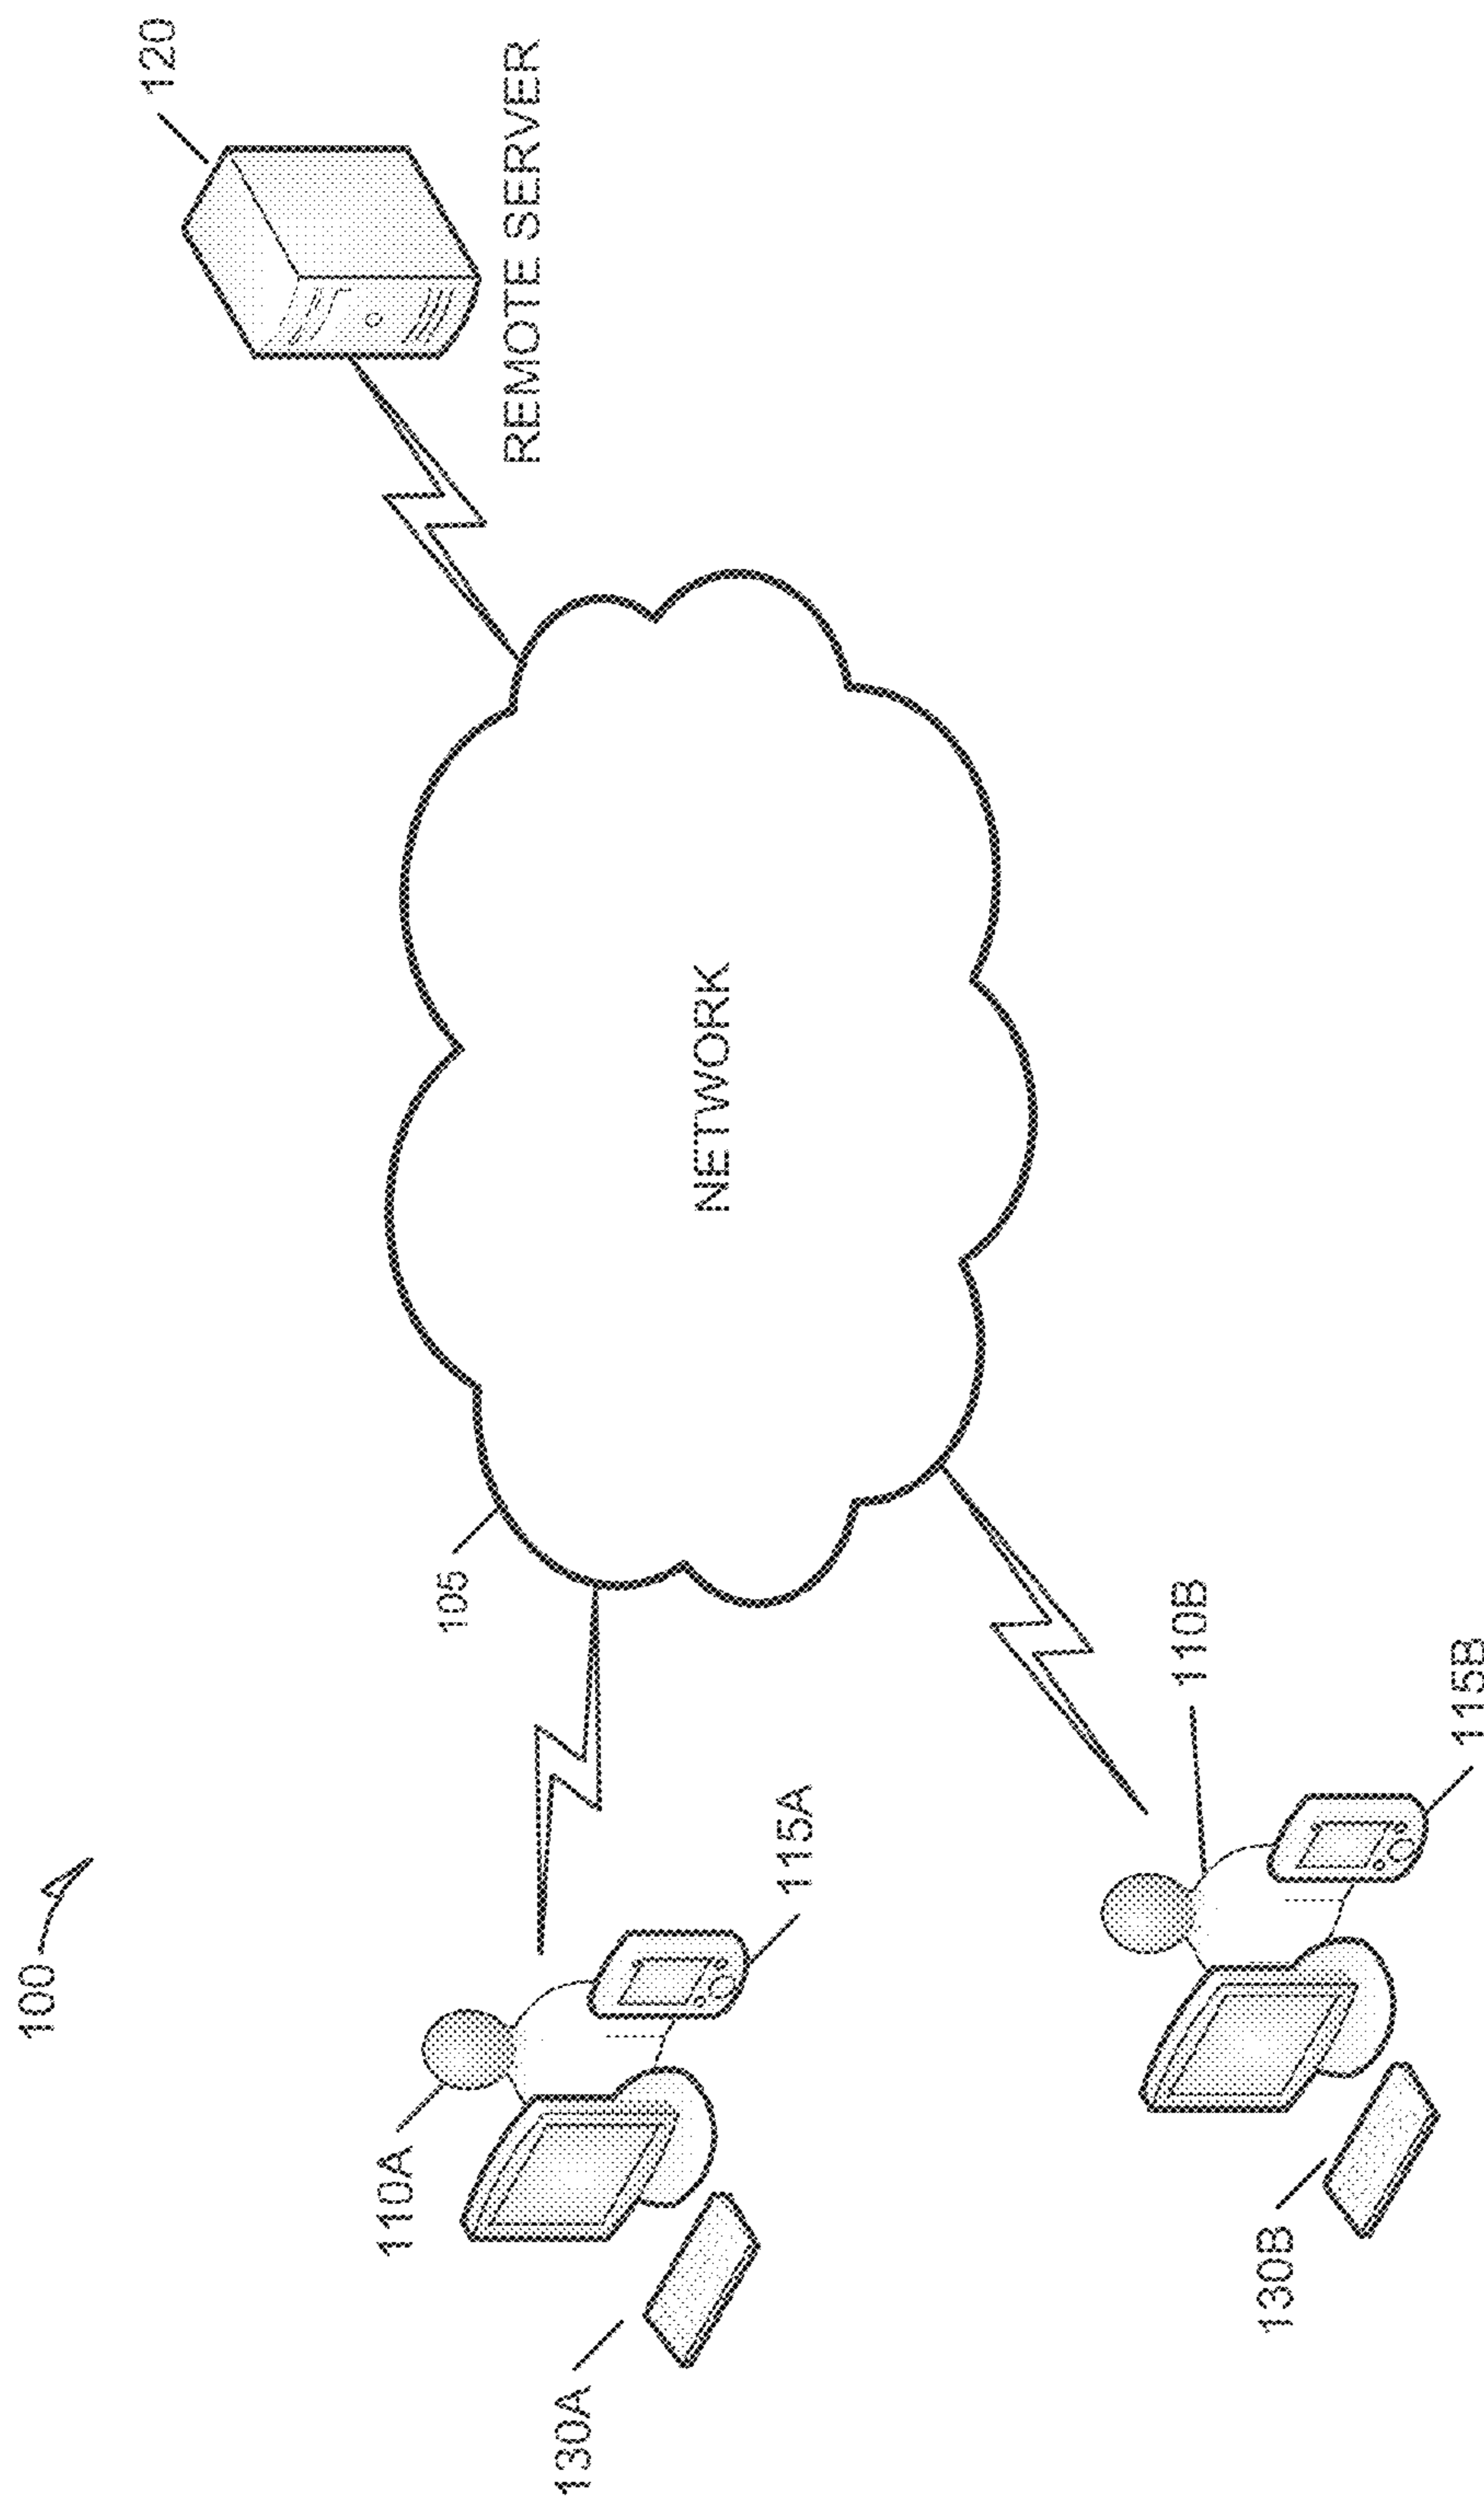 100
120
REMOTE SERVER
105
NETWORK
110A
115A
130A
110B
115B
130B